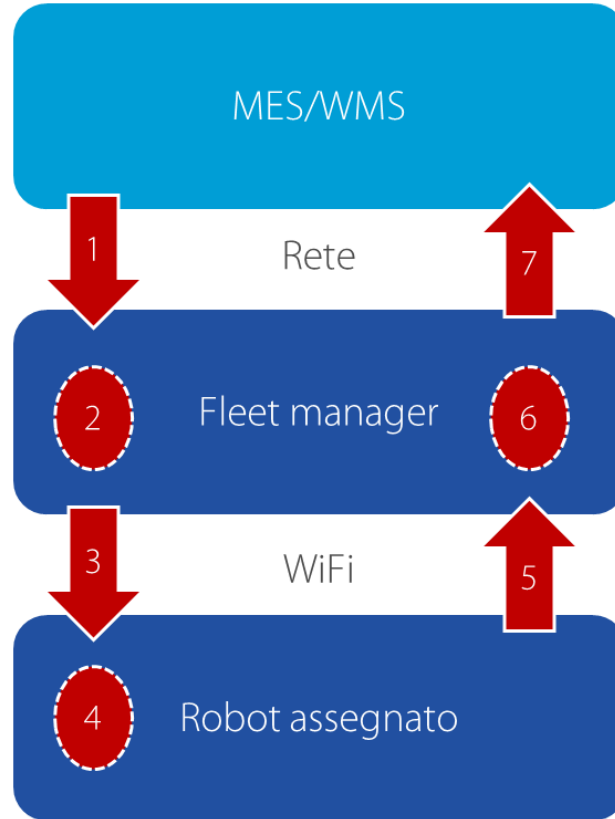 MES/WMS
1
Rete
7
2
Fleet manager
6
3
WiFi
5
4
Robot assegnato